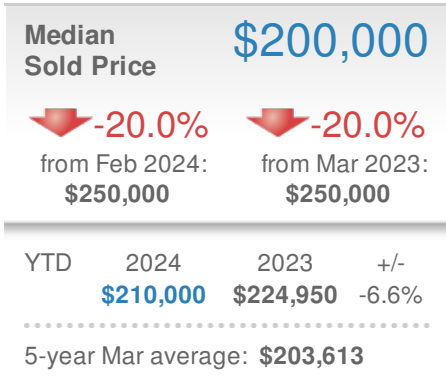 Median
Sold Price
$200,000
-20.0% -20.0%
from Feb 2024: from Mar 2023:
$250,000 $250,000
YTD 2024 2023 +/-
$210,000 $224,950 -6.6%
5-year Mar average: $203,613